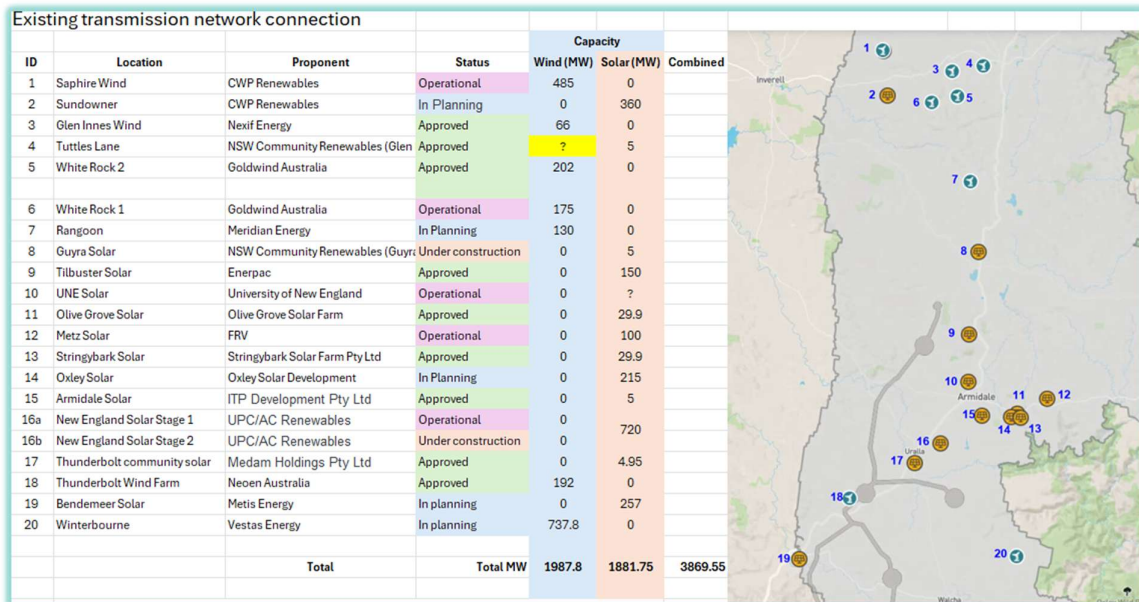 Existing transmission network connection
Capacity
ID Location Proponent Status Wind (MW) Solar (MW) Combined
1 Saphire Wind CWP Renewables Operational 485 0
2 Sundowner CWP Renewables In Planning 0 360
3 Glen Innes Wind Nexif Energy Approved 66 0
4 Tuttles Lane NSW Community Renewables (Glen Approved ? 5
5 White Rock 2 Goldwind Australia Approved 202 0
6 White Rock 1 Goldwind Australia Operational 175 0
7 Rangoon Meridian Energy In Planning 130 0
8 Guyra Solar NSW Community Renewables (Guyra Under construction 0 5
9 Tilbuster Solar Enerpac Approved 0 150
10 UNE Solar University of New England Operational 0 ?
11 Olive Grove Solar Olive Grove Solar Farm Approved 0 29.9
12 Metz Solar FRV Operational 0 100
13 Stringybark Solar Stringybark Solar Farm Pty Ltd Approved 0 29.9
14 Oxley Solar Oxley Solar Development In Planning 0 215
15 Armidale Solar ITP Development Pty Ltd Approved 0 5
16a New England Solar Stage 1 UPC/AC Renewables Operational 0
720
16b New England Solar Stage 2 UPC/AC Renewables Under construction 0
17 Thunderbolt community solar Medam Holdings Pty Ltd Approved 0 4.95
18 Thunderbolt Wind Farm Neoen Australia Approved 192 0
19 Bendemeer Solar Metis Energy In planning 0 257
20 Winterbourne Vestas Energy In planning 737.8 0
Total Total MW 1987.8 1881.75 3869.55
1
4
3
Inverell
2
6
5
7
8
9
10
Armidale
11
12
15
14
13
16
Uralla
17
18
20
19
Walcha